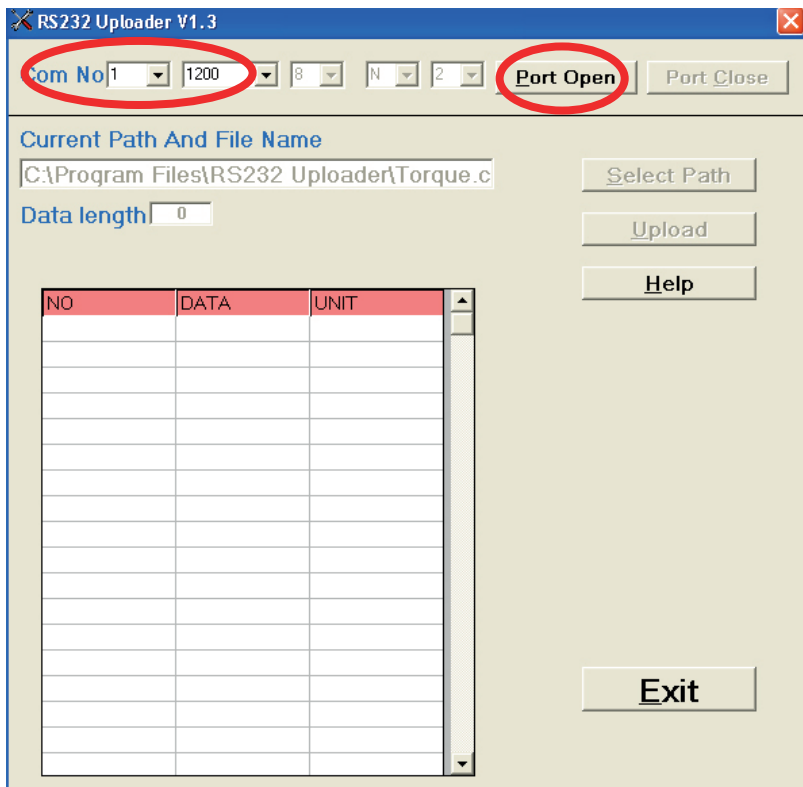 RS232 Uploader V1.3
Com No 1 1200 8 N 2 Port Open Port Close
Current Path And File Name
C:\Program Files\RS232 Uploader\Torque.c Select Path
Data length 0 Upload
Help
NO DATA UNIT
Exit